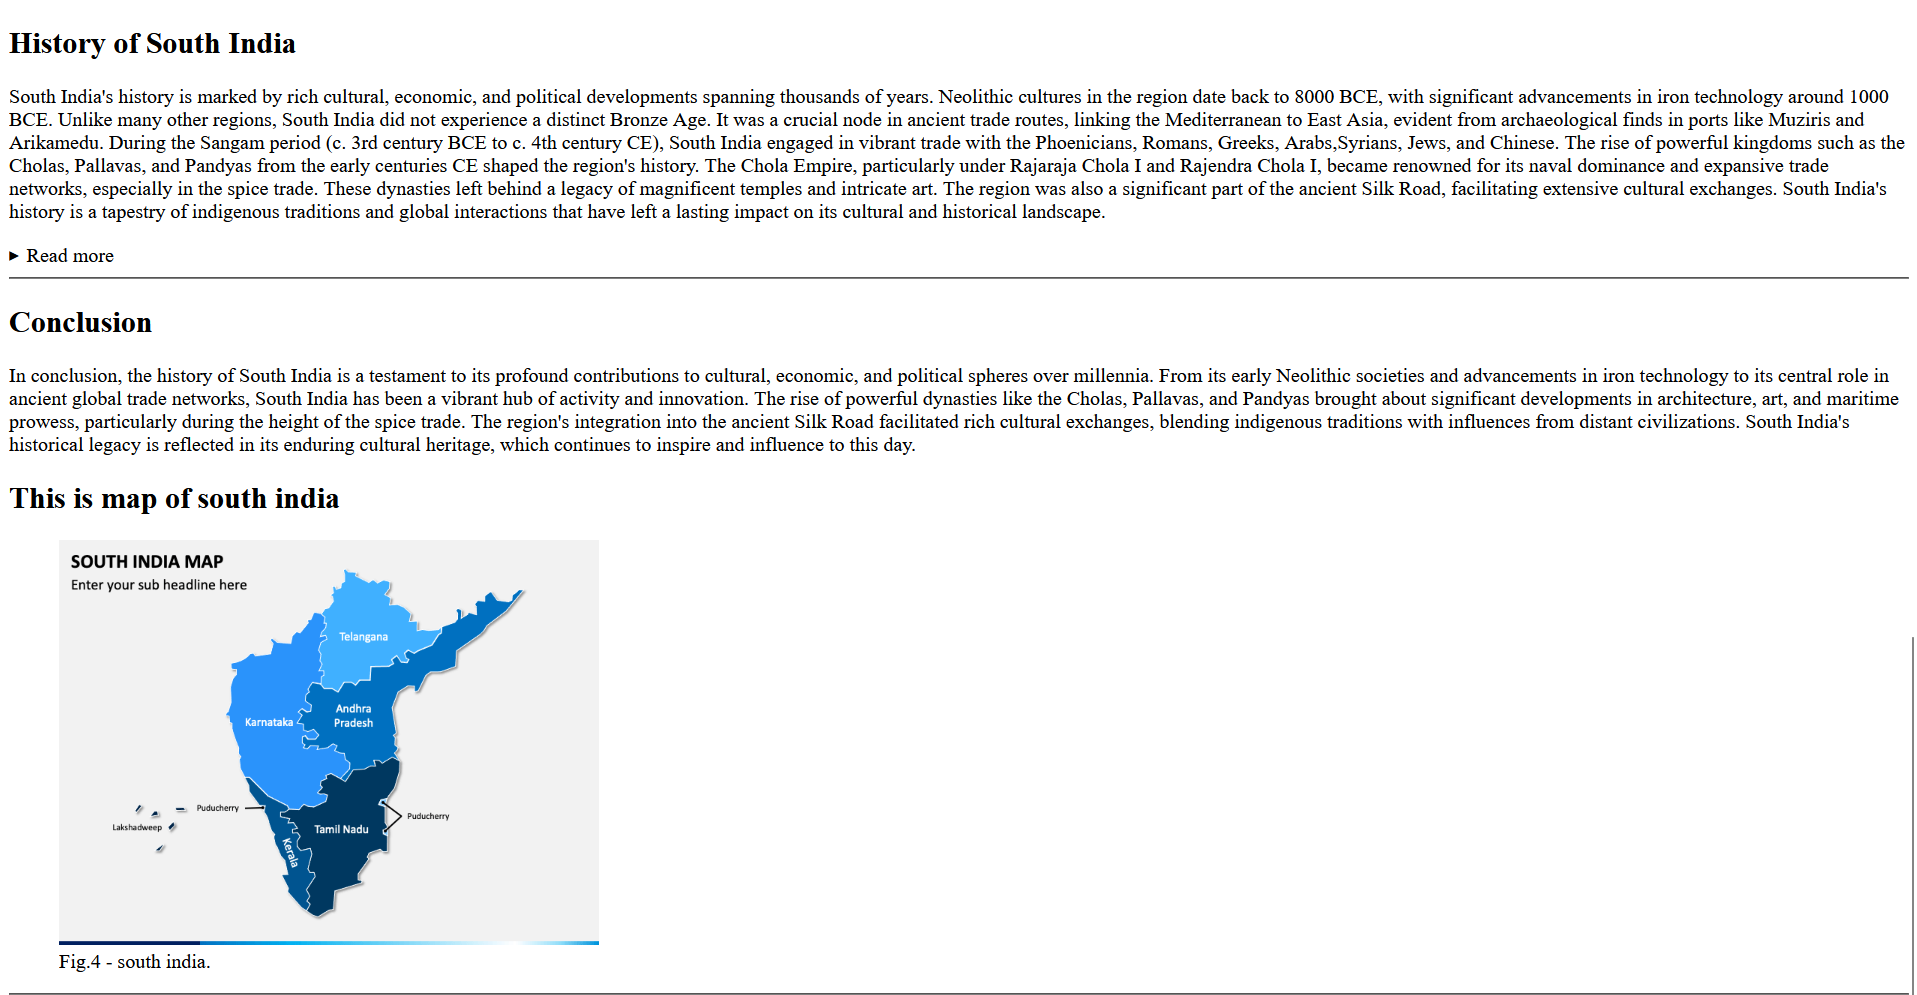 History of South India
South India's history is marked by rich cultural, economic, and political developments spanning thousands of years. Neolithic cultures in the region date back to 8000 BCE, with significant advancements in iron technology around 1000
BCE. Unlike many other regions, South India did not experience a distinct Bronze Age. It was a crucial node in ancient trade routes, linking the Mediterranean to East Asia, evident from archaeological finds in ports like Muziris and
Arikamedu. During the Sangam period (c. 3rd century BCE to c. 4th century CE), South India engaged in vibrant trade with the Phoenicians, Romans, Greeks, Arabs,Syrians, Jews, and Chinese. The rise of powerful kingdoms such as the
Cholas, Pallavas, and Pandyas from the early centuries CE shaped the region's history. The Chola Empire, particularly under Rajaraja Chola I and Rajendra Chola I, became renowned for its naval dominance and expansive trade
networks, especially in the spice trade. These dynasties left behind a legacy of magnificent temples and intricate art. The region was also a significant part of the ancient Silk Road, facilitating extensive cultural exchanges. South India's
history is a tapestry of indigenous traditions and global interactions that have left a lasting impact on its cultural and historical landscape.
Read more
Conclusion
In conclusion, the history of South India is a testament to its profound contributions to cultural, economic, and political spheres over millennia. From its early Neolithic societies and advancements in iron technology to its central role in
ancient global trade networks, South India has been a vibrant hub of activity and innovation. The rise of powerful dynasties like the Cholas, Pallavas, and Pandyas brought about significant developments in architecture, art, and maritime
prowess, particularly during the height of the spice trade. The region's integration into the ancient Silk Road facilitated rich cultural exchanges, blending indigenous traditions with influences from distant civilizations. South India's
historical legacy is reflected in its enduring cultural heritage, which continues to inspire and influence to this day.
This is map of south india
SOUTH INDIA MAP
Enter your sub headline here
Telangana
Andhra
Pradesh
Karnataka
Puducherry
Puducherry
Lakshadweep
Tamil Nadu
Kerala
Fig.4 - south india.